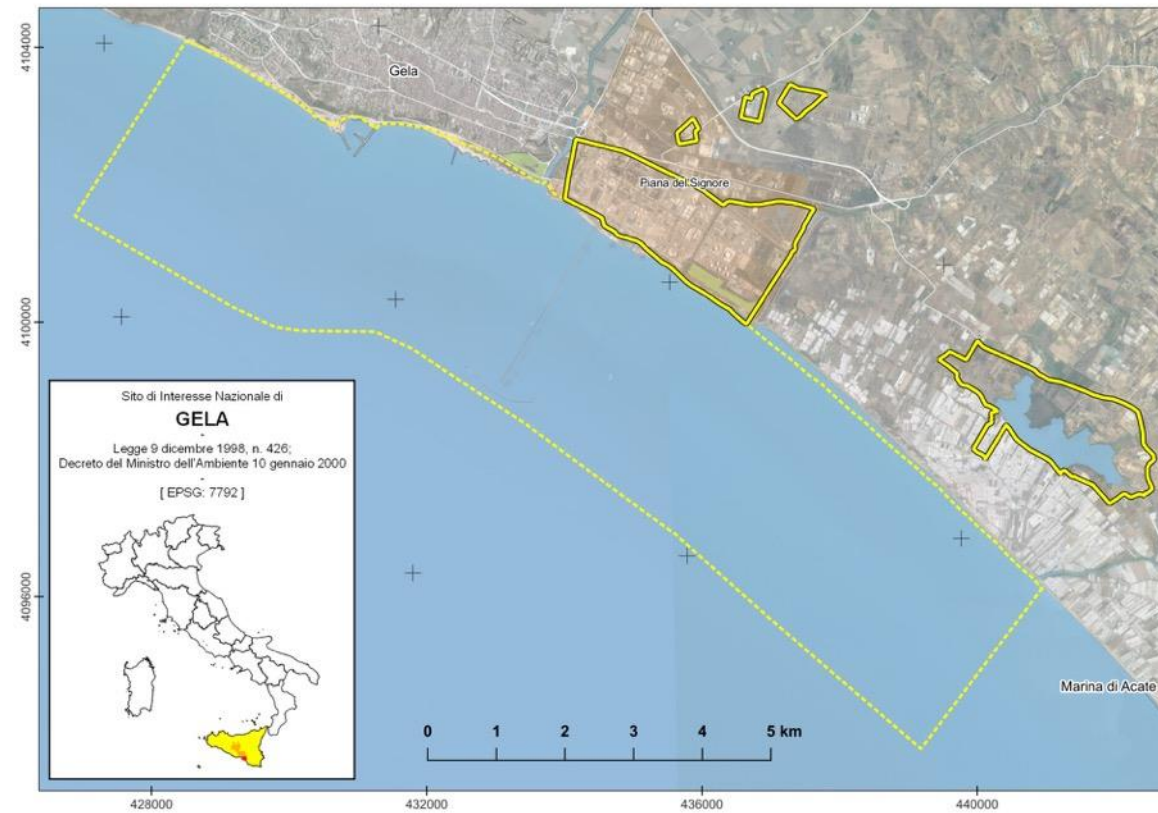 4104000
Gela
Piana del Signore
4100000
Sito di Interesse Nazionale di
GELA
-
Legge 9 dicembre 1998, n. 426;
Decreto del Ministro dell'Ambiente 10 gennaio 2000
-
[ EPSG: 7792 ]
4096000
Marina di Acate
0 1 2 3 4 5 km
428000 432000 436000 440000